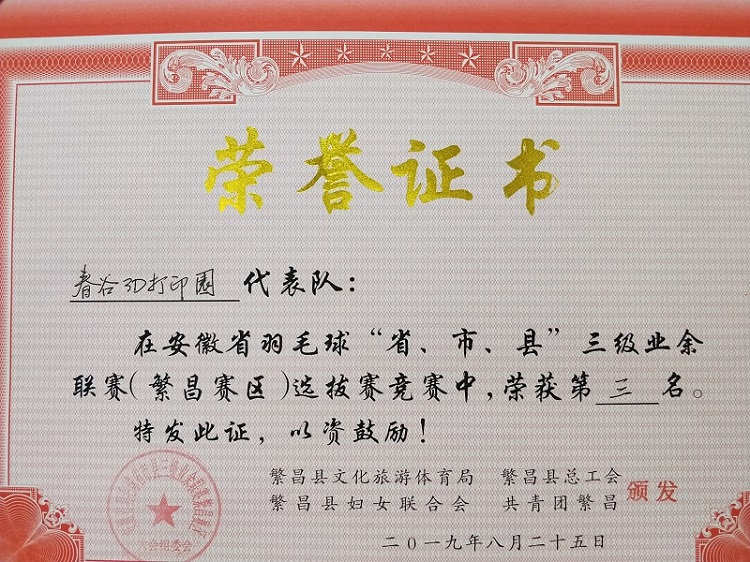 荣誉证书
春谷3D打印园 代表队：
在安徽省羽毛球“省、市、县”三级业余
联赛(繁昌赛区)选拔赛竞赛中，荣获第 三 名。
特发此证，以资鼓励！
繁昌县文化旅游体育局 繁昌县总工会
繁昌县妇女联合会 共青团繁昌
颁发
二〇一九年八月二十五日
大会组委会